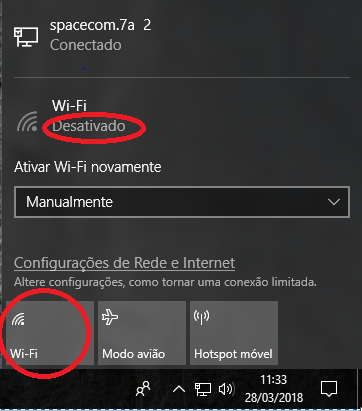 spacecom.7a 2
Conectado
Wi-Fi
Desativado
Ativar Wi-Fi novamente
Manualmente
Configurações de Rede e Internet
Altere configurações, como tornar uma conexão limitada.
Wi-Fi
Modo avião
Hotspot móvel
11:33
28/03/2018